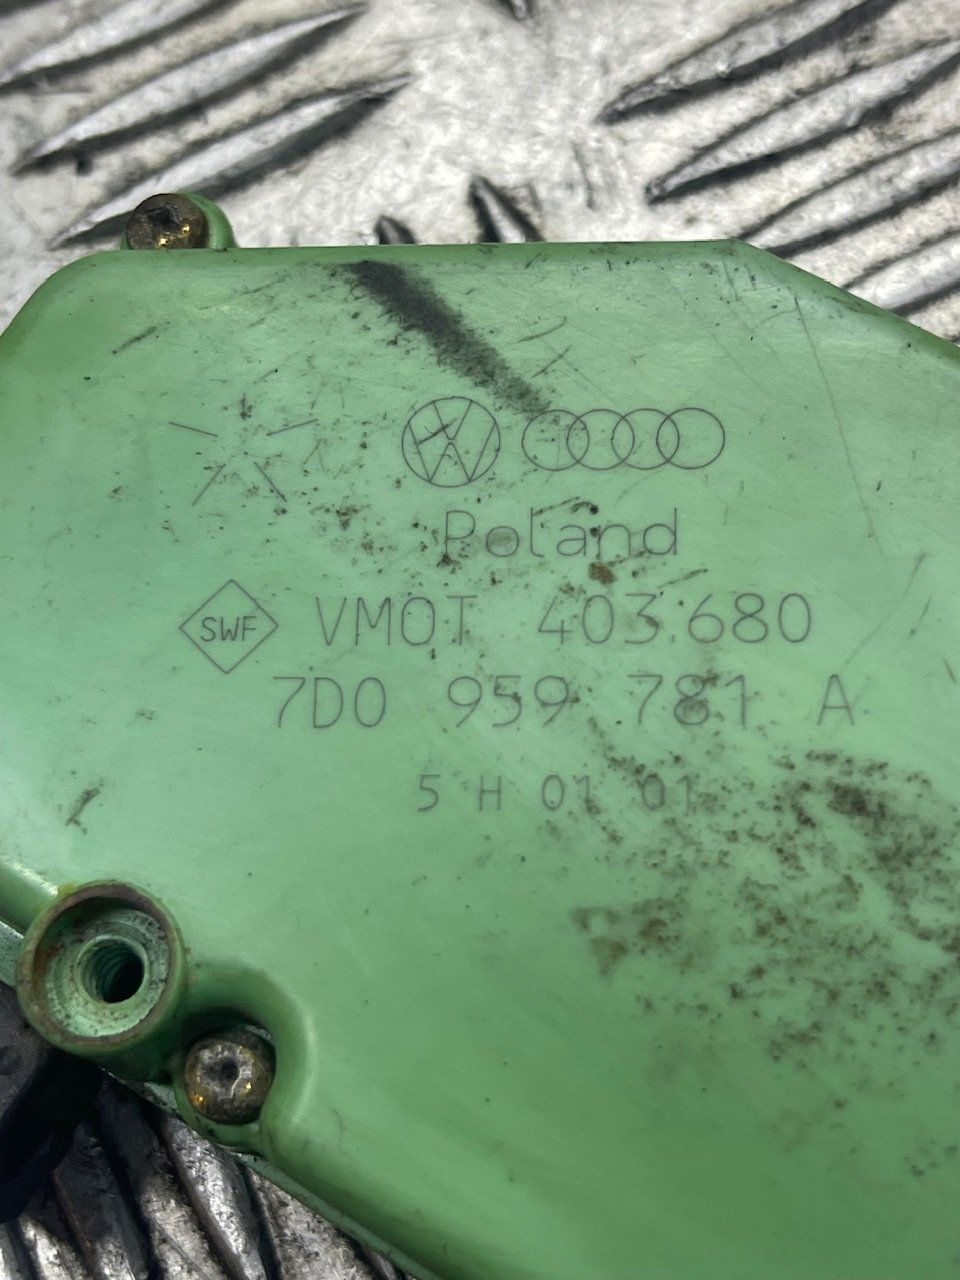 Poland
SWF VMOT 403.680
7D0 959 781 A
5 H 01 01